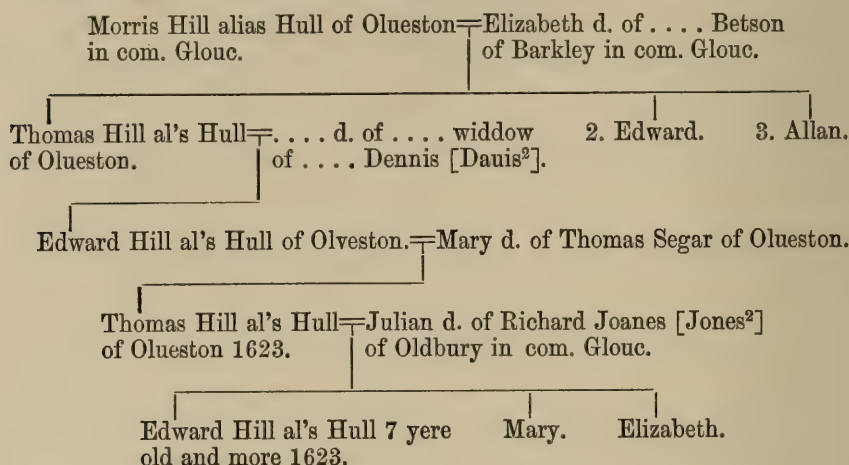 Morris Hill alias Hull of Olueston=Elizabeth d. of .... Betson
in com. Glouc. of Barkley in com. Glouc.
Thomas Hill al's Hull=.... d. of .... widdow 2. Edward. 3. Allan.
of Olueston. of .... Dennis [Dauis²].
Edward Hill al's Hull of Olveston.=Mary d. of Thomas Segar of Olueston.
Thomas Hill al's Hull=Julian d. of Richard Joanes [Jones²]
of Olueston 1623. of Oldbury in com. Glouc.
Edward Hill al's Hull 7 yere Mary. Elizabeth.
old and more 1623.